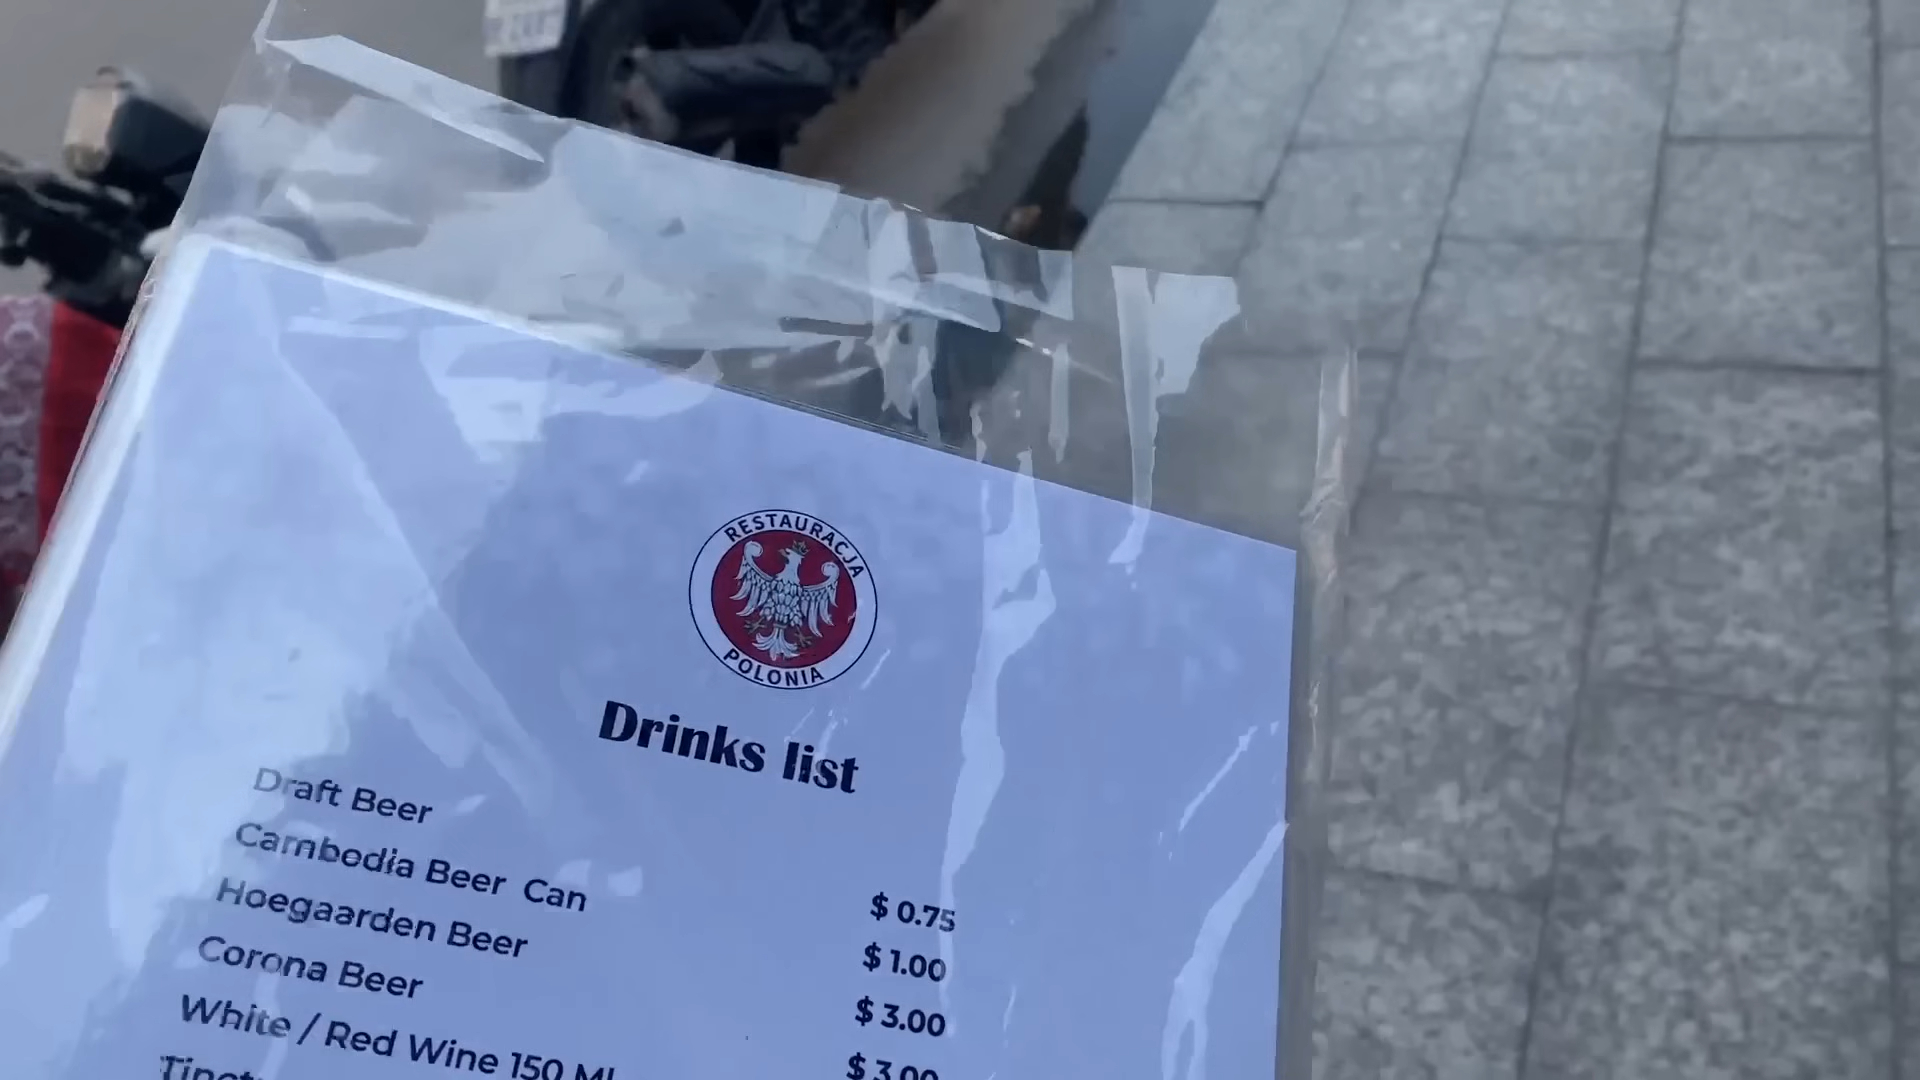 RESTAURACJA
POLONIA
Drinks list
Draft Beer $ 0.75
Cambodia Beer Can $ 1.00
Hoegaarden Beer $ 3.00
Corona Beer $ 3.00
White / Red Wine 150 Ml